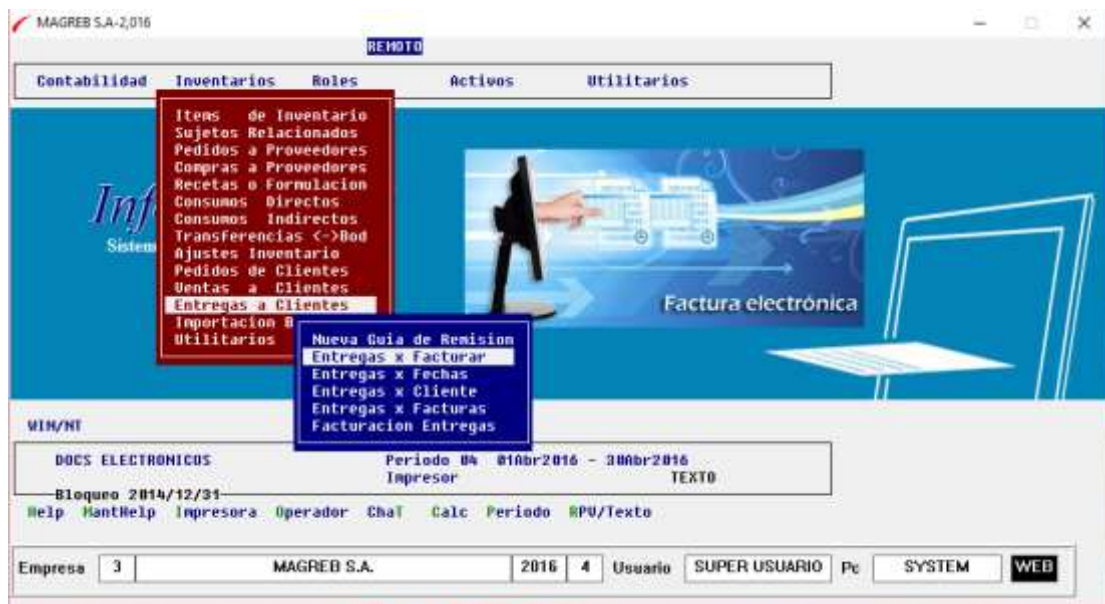 MAGREB S.A-2,016
REMOTO
Contabilidad Inventarios Roles Activos Utilitarios
Items de Inventario
Sujetos Relacionados
Pedidos a Proveedores
Compras a Proveedores
Recetas o Formulacion
Consumos Directos
Consumos Indirectos
Transferencias <->Bod
Ajustes Inventario
Pedidos de Clientes
Ventas a Clientes
Entregas a Clientes
Importacion B
Utilitarios
Nueva Guia de Remision
Entregas x Facturar
Entregas x Fechas
Entregas x Cliente
Entregas x Facturas
Facturacion Entregas
Inf
Sistem
Factura electrónica
WIN/NT
DOCS ELECTRONICOS Periodo 04 01Abr2016 - 30Abr2016
Impresor TEXTO
Bloqueo 2014/12/31
Help MantHelp Impresora Operador ChaT Calc Periodo RPV/Texto
Empresa 3 MAGREB S.A. 2016 4 Usuario SUPER USUARIO Pc SYSTEM WEB